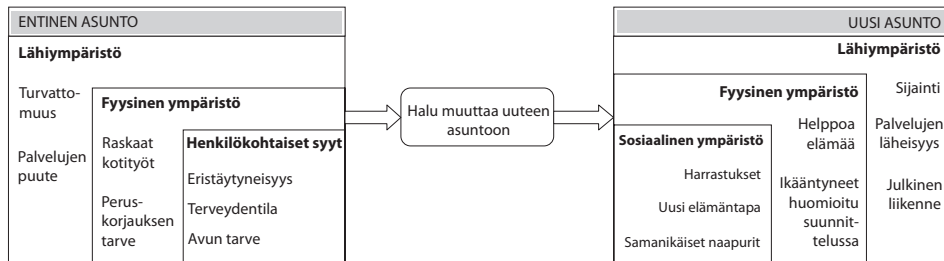 ENTINEN ASUNTO
Lähiympäristö
Turvatto-
muus
Palvelujen
puute
Fyysinen ympäristö
Raskaat
kotityöt
Perus-
korjauksen
tarve
Henkilökohtaiset syyt
Eristäytyneisyys
Terveydentila
Avun tarve
Halu muuttaa uuteen
asuntoon
UUSI ASUNTO
Lähiympäristö
Fyysinen ympäristö
Sosiaalinen ympäristö
Harrastukset
Uusi elämäntapa
Samanikäiset naapurit
Helppoa
elämää
Ikääntyneet
huomioitu
suunnit-
telussa
Sijainti
Palvelujen
läheisyys
Julkinen
liikenne